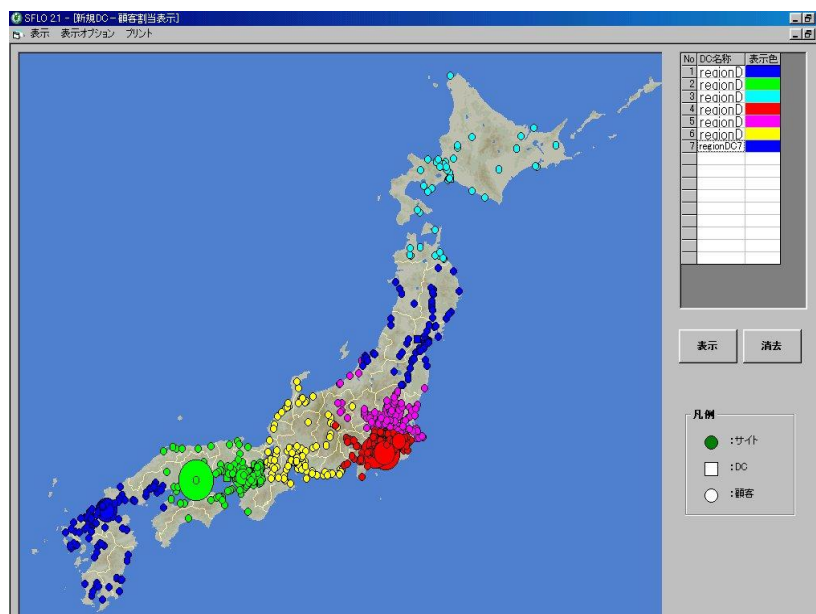 SFLO 2.1 - [新規DC-顧客割当表示]
表示 表示オプション プリント
No DC名称 表示色
1 regionD
2 regionD
3 regionD
4 regionD
5 regionD
6 regionD
7 regionDC7
表示 消去
凡例
:サイト
:DC
:顧客